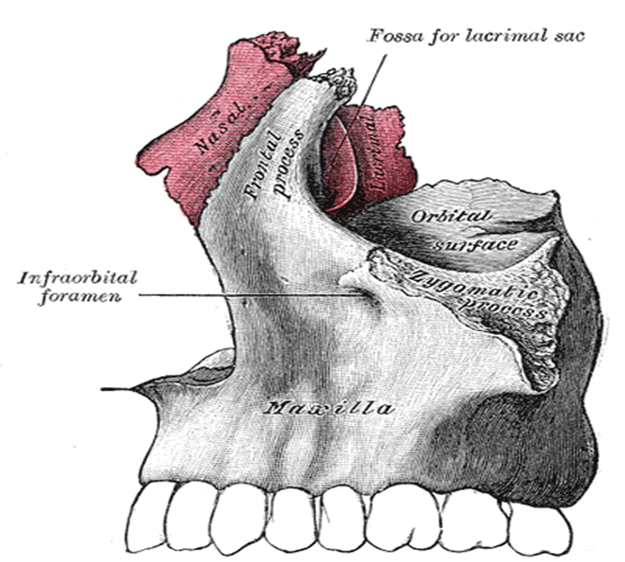 Fossa for lacrimal sac
Nasal
Frontal
process
Lacrimal
Orbital
surface
Zygomatic
process
Infraorbital
foramen
Maxilla